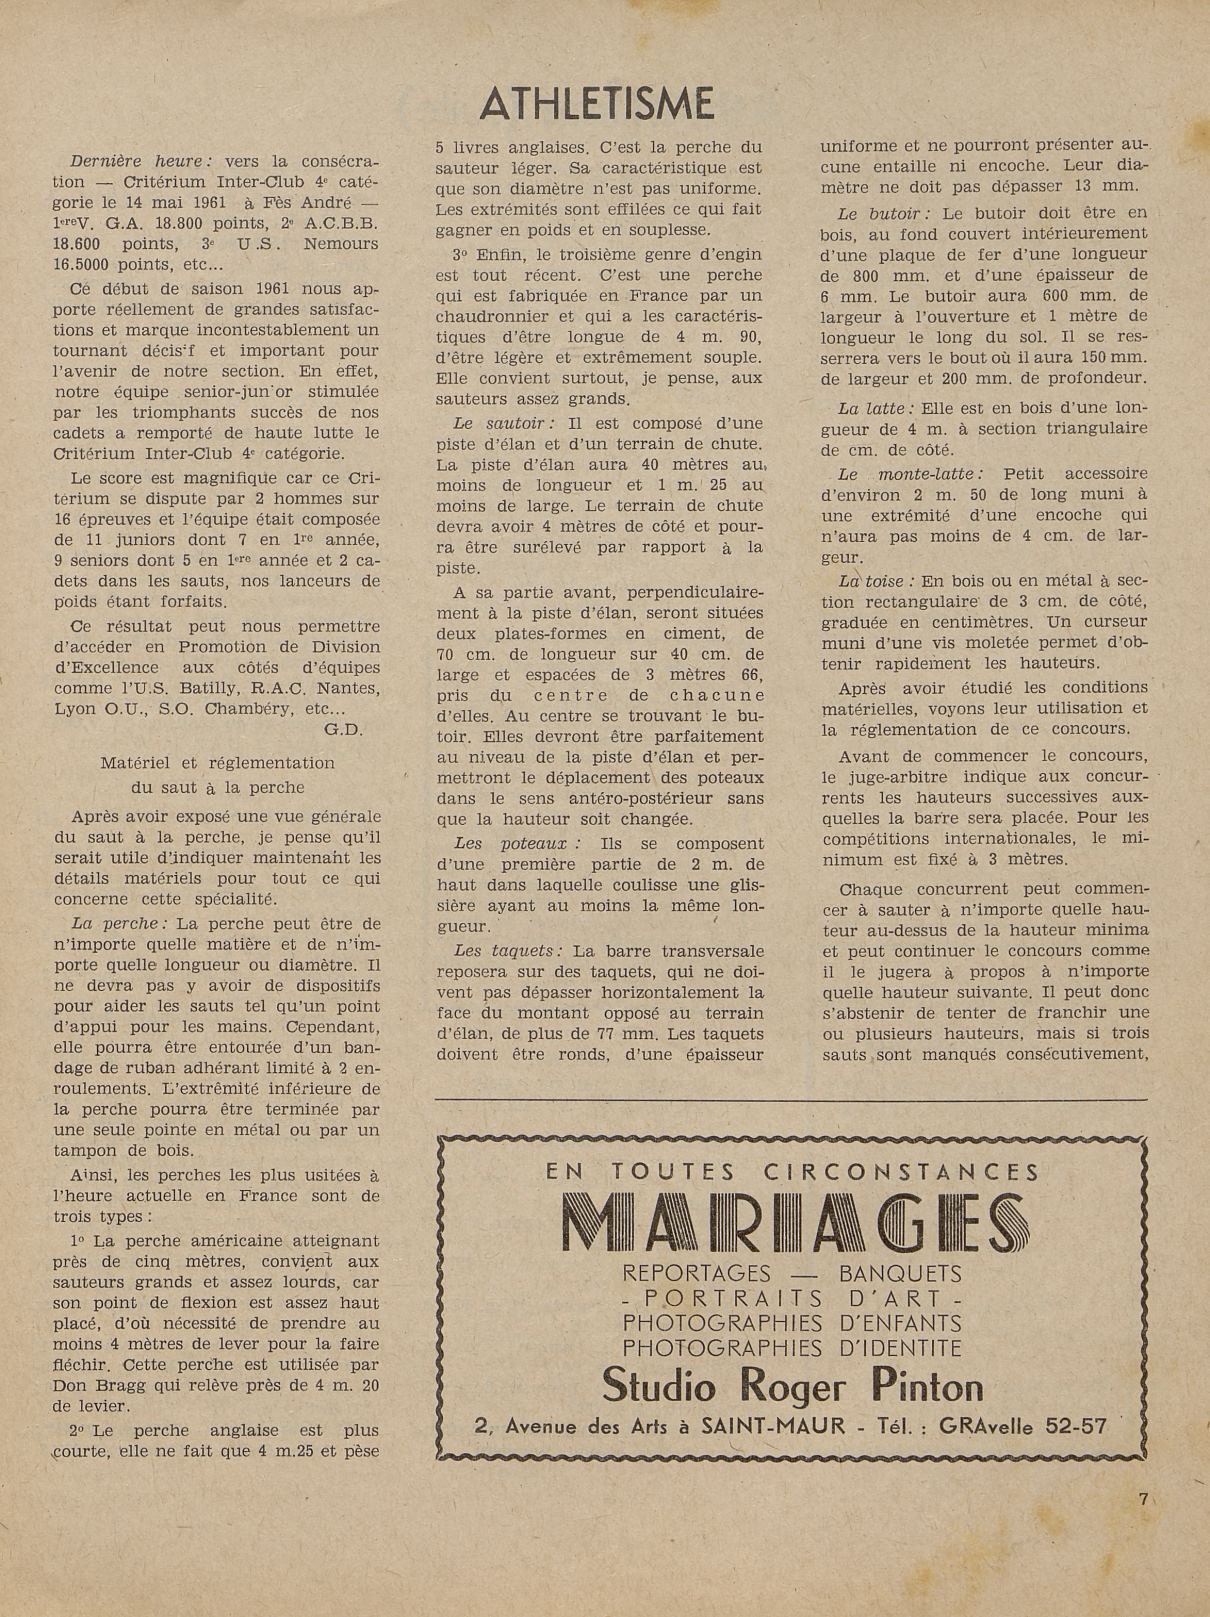 ATHLETISME
Dernière heure : vers la consécra-
tion — Critérium Inter-Club 4e caté-
gorie le 14 mai 1961 à Fès André —
1ereV. G.A. 18.800 points, 2e A.C.B.B.
18.600 points, 3e U.S. Nemours
16.5000 points, etc...
Ce début de saison 1961 nous ap-
porte réellement de grandes satisfac-
tions et marque incontestablement un
tournant décisif et important pour
l'avenir de notre section. En effet,
notre équipe senior-junior stimulée
par les triomphants succès de nos
cadets a remporté de haute lutte le
Critérium Inter-Club 4e catégorie.
Le score est magnifique car ce Cri-
térium se dispute par 2 hommes sur
16 épreuves et l'équipe était composée
de 11 juniors dont 7 en 1re année,
9 seniors dont 5 en 1ere année et 2 ca-
dets dans les sauts, nos lanceurs de
poids étant forfaits.
Ce résultat peut nous permettre
d'accéder en Promotion de Division
d'Excellence aux côtés d'équipes
comme l'U.S. Batilly, R.A.C. Nantes,
Lyon O.U., S.O. Chambéry, etc...
G.D.
Matériel et réglementation
du saut à la perche
Après avoir exposé une vue générale
du saut à la perche, je pense qu'il
serait utile d'indiquer maintenant les
détails matériels pour tout ce qui
concerne cette spécialité.
La perche : La perche peut être de
n'importe quelle matière et de n'im-
porte quelle longueur ou diamètre. Il
ne devra pas y avoir de dispositifs
pour aider les sauts tel qu'un point
d'appui pour les mains. Cependant,
elle pourra être entourée d'un ban-
dage de ruban adhérant limité à 2 en-
roulements. L'extrêmité inférieure de
la perche pourra être terminée par
une seule pointe en métal ou par un
tampon de bois.
Ainsi, les perches les plus usitées à
l'heure actuelle en France sont de
trois types :
1o La perche américaine atteignant
près de cinq mètres, convient aux
sauteurs grands et assez lourds, car
son point de flexion est assez haut
placé, d'où nécessité de prendre au
moins 4 mètres de lever pour la faire
fléchir. Cette perche est utilisée par
Don Bragg qui relève près de 4 m. 20
de levier.
2o Le perche anglaise est plus
courte, elle ne fait que 4 m.25 et pèse
5 livres anglaises. C'est la perche du
sauteur léger. Sa caractéristique est
que son diamètre n'est pas uniforme.
Les extrémités sont effilées ce qui fait
gagner en poids et en souplesse.
3o Enfin, le troisième genre d'engin
est tout récent. C'est une perche
qui est fabriquée en France par un
chaudronnier et qui a les caractéris-
tiques d'être longue de 4 m. 90,
d'être légère et extrêmement souple.
Elle convient surtout, je pense, aux
sauteurs assez grands.
Le sautoir : Il est composé d'une
piste d'élan et d'un terrain de chute.
La piste d'élan aura 40 mètres au
moins de longueur et 1 m. 25 au
moins de large. Le terrain de chute
devra avoir 4 mètres de côté et pour-
ra être surélevé par rapport à la
piste.
A sa partie avant, perpendiculaire-
ment à la piste d'élan, seront situées
deux plates-formes en ciment, de
70 cm. de longueur sur 40 cm. de
large et espacées de 3 mètres 66,
pris du centre de chacune
d'elles. Au centre se trouvant le bu-
toir. Elles devront être parfaitement
au niveau de la piste d'élan et per-
mettront le déplacement des poteaux
dans le sens antéro-postérieur sans
que la hauteur soit changée.
Les poteaux : Ils se composent
d'une première partie de 2 m. de
haut dans laquelle coulisse une glis-
sière ayant au moins la même lon-
gueur.
Les taquets : La barre transversale
reposera sur des taquets, qui ne doi-
vent pas dépasser horizontalement la
face du montant opposé au terrain
d'élan, de plus de 77 mm. Les taquets
doivent être ronds, d'une épaisseur
uniforme et ne pourront présenter au-
cune entaille ni encoche. Leur dia-
mètre ne doit pas dépasser 13 mm.
Le butoir : Le butoir doit être en
bois, au fond couvert intérieurement
d'une plaque de fer d'une longueur
de 800 mm. et d'une épaisseur de
6 mm. Le butoir aura 600 mm. de
largeur à l'ouverture et 1 mètre de
longueur le long du sol. Il se res-
serrera vers le bout où il aura 150 mm.
de largeur et 200 mm. de profondeur.
La latte : Elle est en bois d'une lon-
gueur de 4 m. à section triangulaire
de cm. de côté.
Le monte-latte : Petit accessoire
d'environ 2 m. 50 de long muni à
une extrémité d'une encoche qui
n'aura pas moins de 4 cm. de lar-
geur.
La toise : En bois ou en métal à sec-
tion rectangulaire de 3 cm. de côté,
graduée en centimètres. Un curseur
muni d'une vis moletée permet d'ob-
tenir rapidement les hauteurs.
Après avoir étudié les conditions
matérielles, voyons leur utilisation et
la réglementation de ce concours.
Avant de commencer le concours,
le juge-arbitre indique aux concur-
rents les hauteurs successives aux-
quelles la barre sera placée. Pour les
compétitions internationales, le mi-
nimum est fixé à 3 mètres.
Chaque concurrent peut commen-
cer à sauter à n'importe quelle hau-
teur au-dessus de la hauteur minima
et peut continuer le concours comme
il le jugera à propos à n'importe
quelle hauteur suivante. Il peut donc
s'abstenir de tenter de franchir une
ou plusieurs hauteurs, mais si trois
sauts sont manqués consécutivement,
EN TOUTES CIRCONSTANCES
MARIAGES
REPORTAGES — BANQUETS
- PORTRAITS D'ART -
PHOTOGRAPHIES D'ENFANTS
PHOTOGRAPHIES D'IDENTITE
Studio Roger Pinton
2, Avenue des Arts à SAINT-MAUR - Tél. : GRAvelle 52-57
7